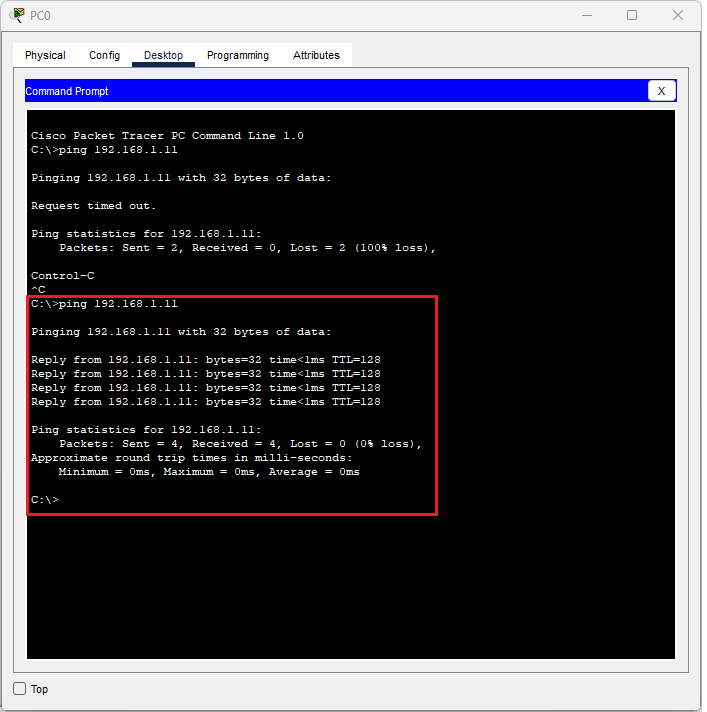 PC0
Physical Config Desktop Programming Attributes
Command Prompt X
Cisco Packet Tracer PC Command Line 1.0
C:\>ping 192.168.1.11
Pinging 192.168.1.11 with 32 bytes of data:
Request timed out.
Ping statistics for 192.168.1.11:
    Packets: Sent = 2, Received = 0, Lost = 2 (100% loss),
Control-C
^C
C:\>ping 192.168.1.11
Pinging 192.168.1.11 with 32 bytes of data:
Reply from 192.168.1.11: bytes=32 time<1ms TTL=128
Reply from 192.168.1.11: bytes=32 time<1ms TTL=128
Reply from 192.168.1.11: bytes=32 time<1ms TTL=128
Reply from 192.168.1.11: bytes=32 time<1ms TTL=128
Ping statistics for 192.168.1.11:
    Packets: Sent = 4, Received = 4, Lost = 0 (0% loss),
Approximate round trip times in milli-seconds:
    Minimum = 0ms, Maximum = 0ms, Average = 0ms
C:\>
Top